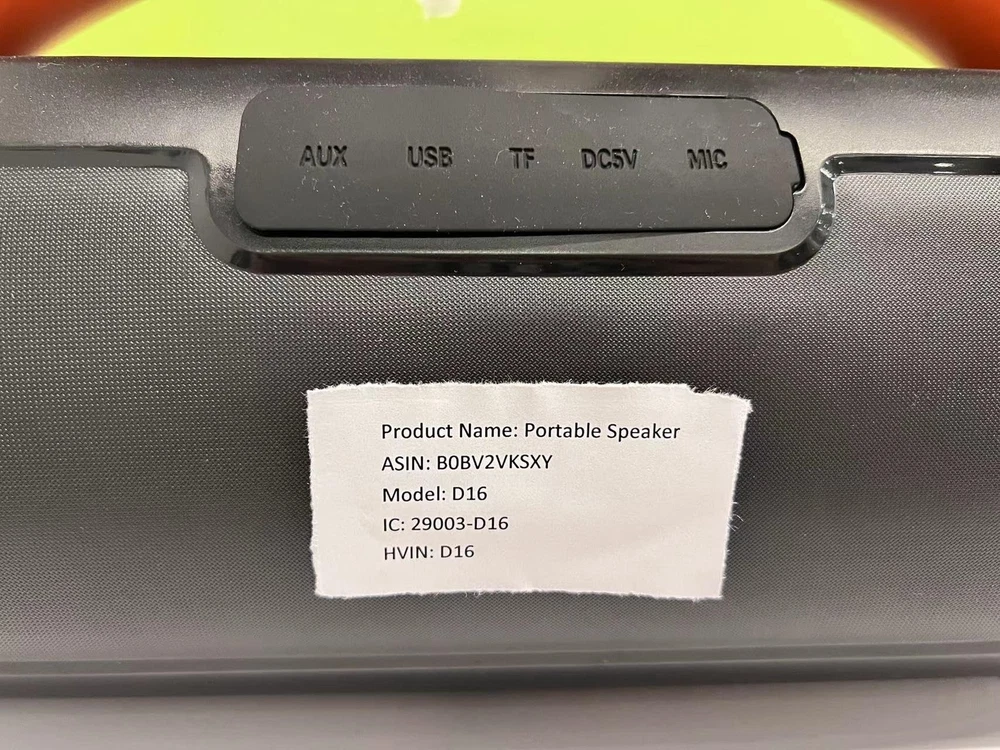 AUX USB TF DC5V MIC
Product Name: Portable Speaker
ASIN: B0BV2VKSXY
Model: D16
IC: 29003-D16
HVIN: D16